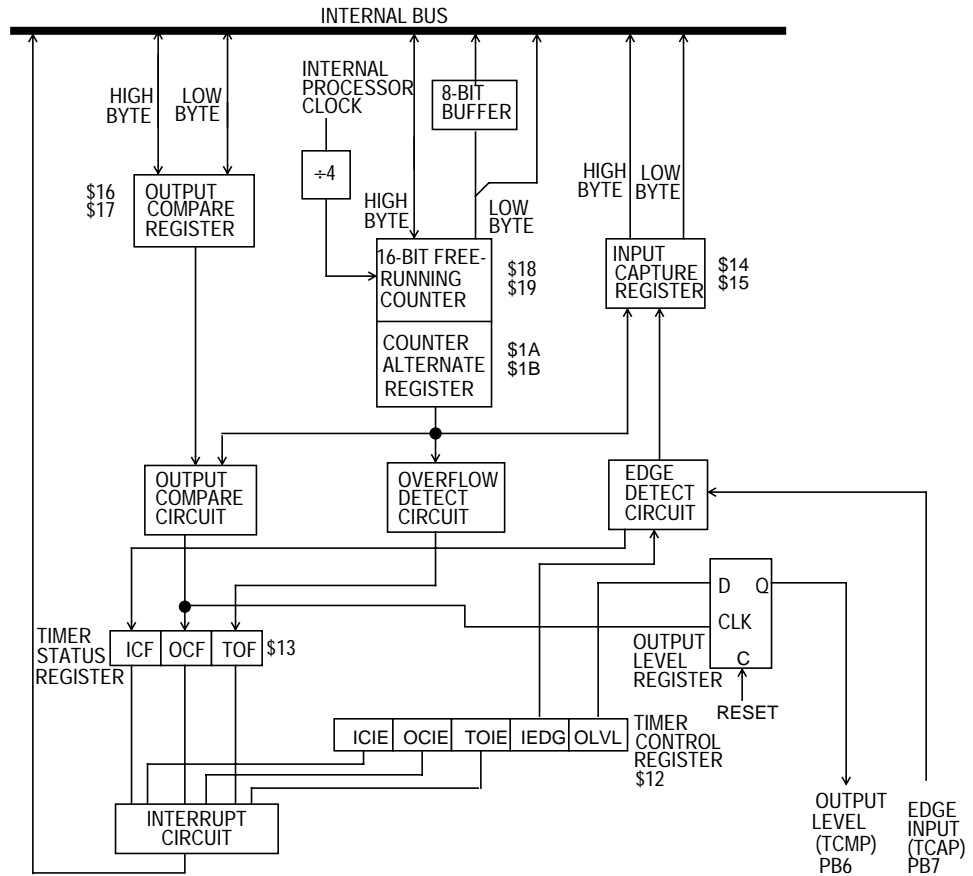 INTERNAL BUS
HIGH
BYTE
LOW
BYTE
INTERNAL
PROCESSOR
CLOCK
8-BIT
BUFFER
÷4
HIGH
BYTE
LOW
BYTE
HIGH
BYTE
LOW
BYTE
$16
$17
OUTPUT
COMPARE
REGISTER
16-BIT FREE-
RUNNING
COUNTER
$18
$19
COUNTER
ALTERNATE
REGISTER
$1A
$1B
INPUT
CAPTURE
REGISTER
$14
$15
OUTPUT
COMPARE
CIRCUIT
OVERFLOW
DETECT
CIRCUIT
EDGE
DETECT
CIRCUIT
D Q
CLK
C
OUTPUT
LEVEL
REGISTER
RESET
TIMER
STATUS
REGISTER
ICF OCF TOF $13
ICIE OCIE TOIE IEDG OLVL
TIMER
CONTROL
REGISTER
$12
INTERRUPT
CIRCUIT
OUTPUT
LEVEL
(TCMP)
PB6
EDGE
INPUT
(TCAP)
PB7